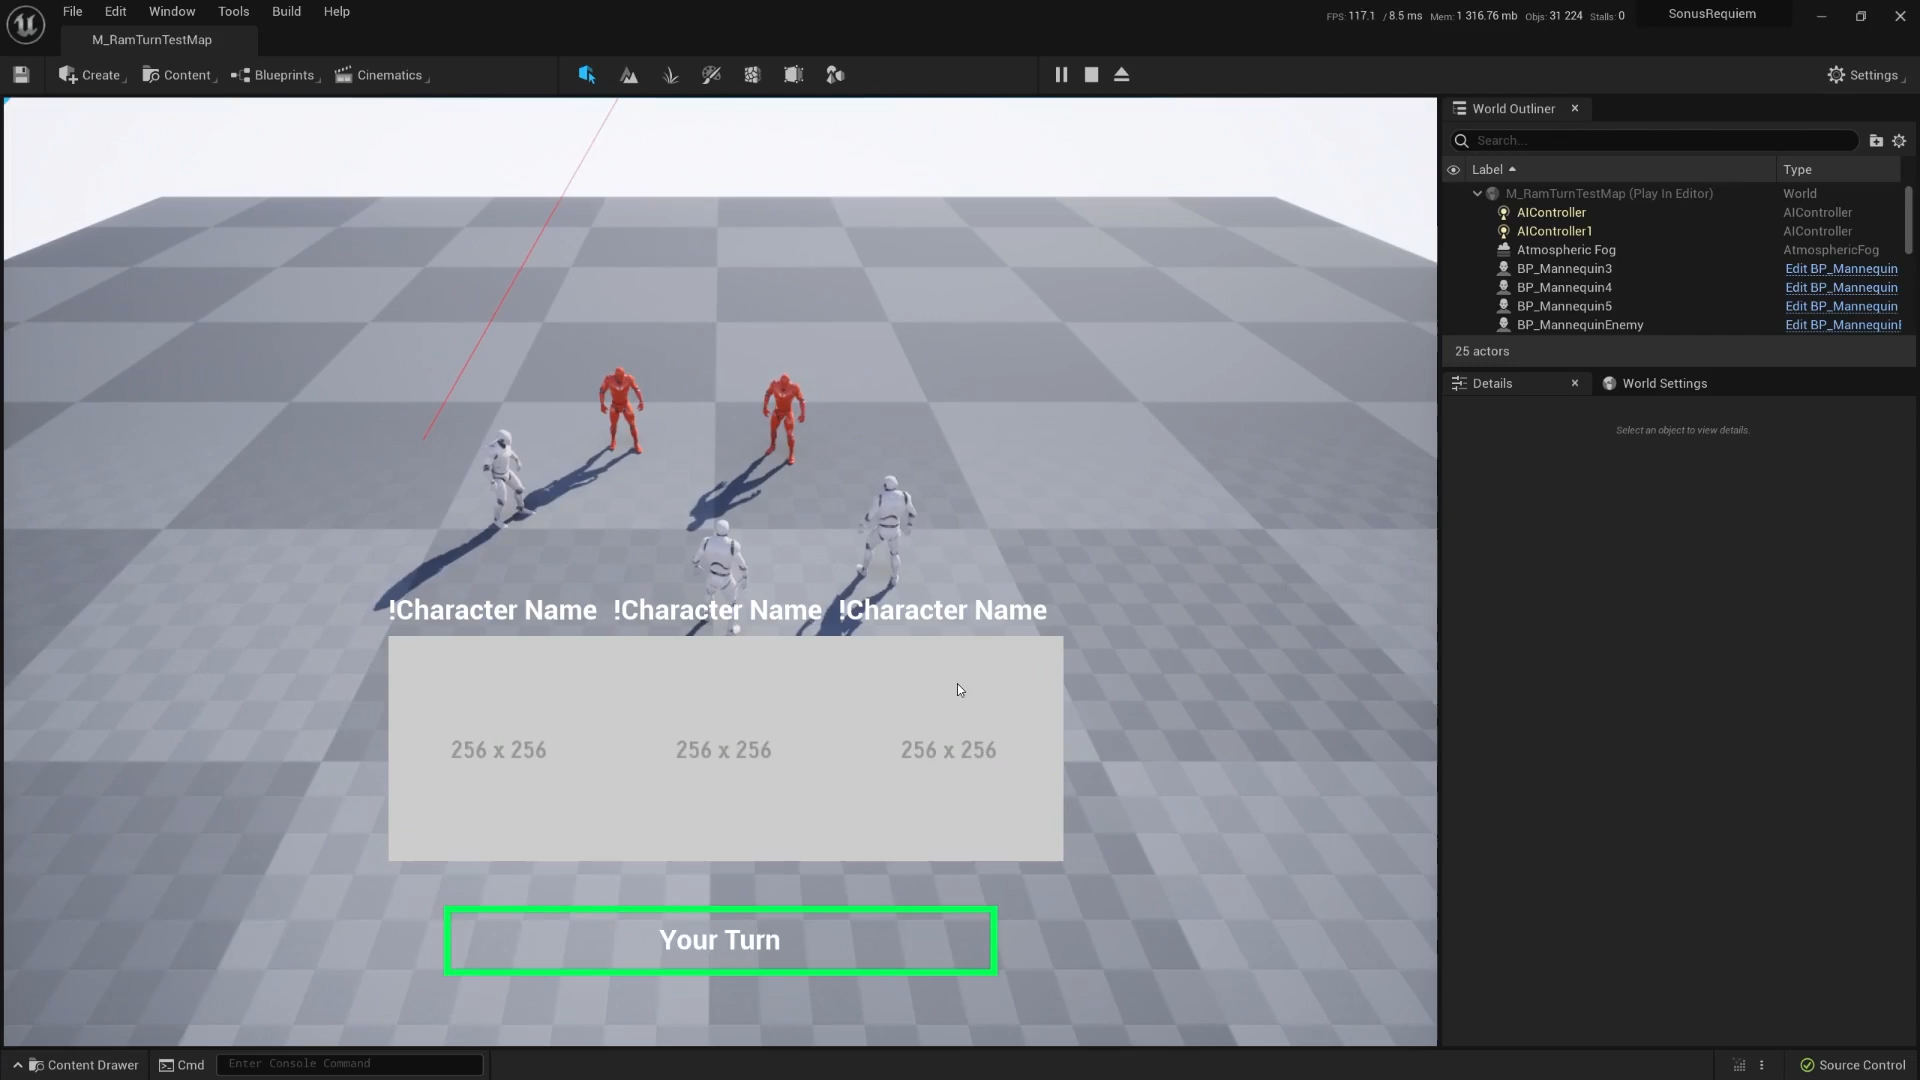 File Edit Window Tools Build Help
FPS: 117.1 / 8.5 ms Mem: 1 316.76 mb Objs: 31 224 Stalls: 0
SonusRequiem
M_RamTurnTestMap
Create
Content
Blueprints
Cinematics
Settings
World Outliner
Search...
Label
Type
M_RamTurnTestMap (Play In Editor) World
AIController AIController
AIController1 AIController
Atmospheric Fog AtmosphericFog
BP_Mannequin3 Edit BP_Mannequin
BP_Mannequin4 Edit BP_Mannequin
BP_Mannequin5 Edit BP_Mannequin
BP_MannequinEnemy Edit BP_Mannequin
25 actors
Details
World Settings
Select an object to view details.
!Character Name !Character Name !Character Name
256 x 256 256 x 256 256 x 256
Your Turn
Content Drawer
Cmd
Enter Console Command
Source Control